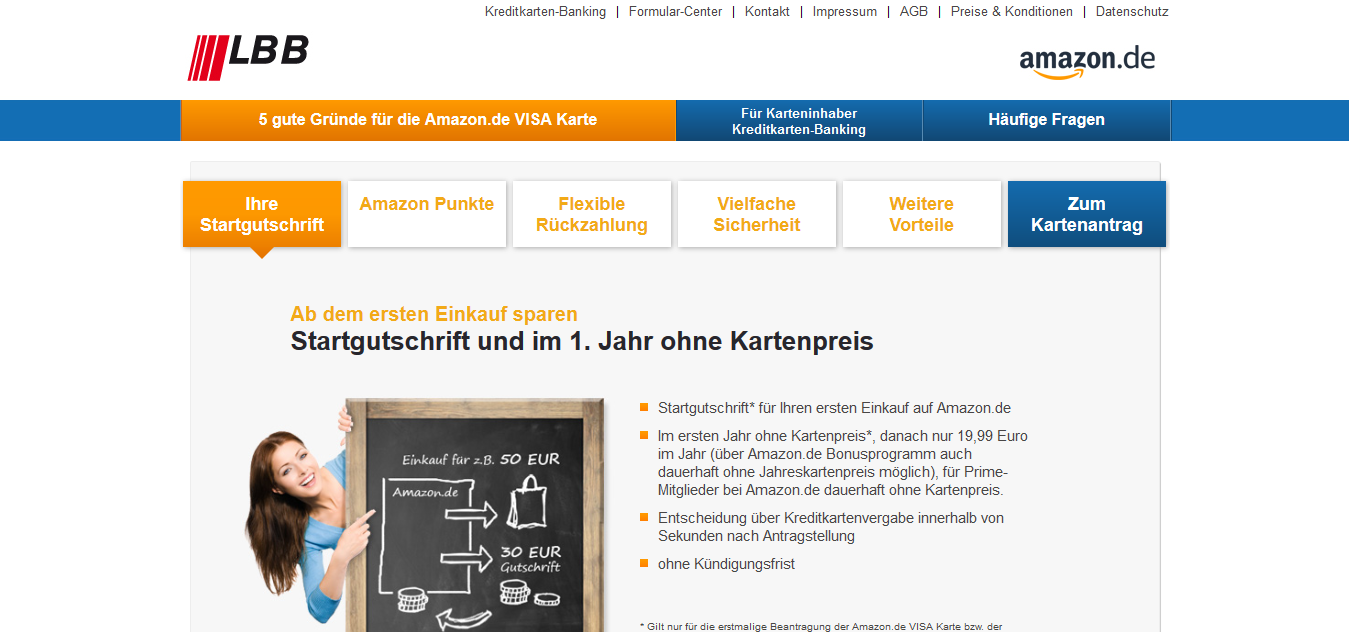 Kreditkarten-Banking | Formular-Center | Kontakt | Impressum | AGB | Preise & Konditionen | Datenschutz
LBB
amazon.de
5 gute Gründe für die Amazon.de VISA Karte
Für Karteninhaber
Kreditkarten-Banking
Häufige Fragen
Ihre
Startgutschrift
Amazon Punkte
Flexible
Rückzahlung
Vielfache
Sicherheit
Weitere
Vorteile
Zum
Kartenantrag
Ab dem ersten Einkauf sparen
Startgutschrift und im 1. Jahr ohne Kartenpreis
Einkauf für z.B. 50 EUR
Amazon.de
30 EUR
Gutschrift
Startgutschrift* für Ihren ersten Einkauf auf Amazon.de
Im ersten Jahr ohne Kartenpreis*, danach nur 19,99 Euro
im Jahr (über Amazon.de Bonusprogramm auch
dauerhaft ohne Jahreskartenpreis möglich), für Prime-
Mitglieder bei Amazon.de dauerhaft ohne Kartenpreis.
Entscheidung über Kreditkartenvergabe innerhalb von
Sekunden nach Antragstellung
ohne Kündigungsfrist
* Gilt nur für die erstmalige Beantragung der Amazon.de VISA Karte bzw. der